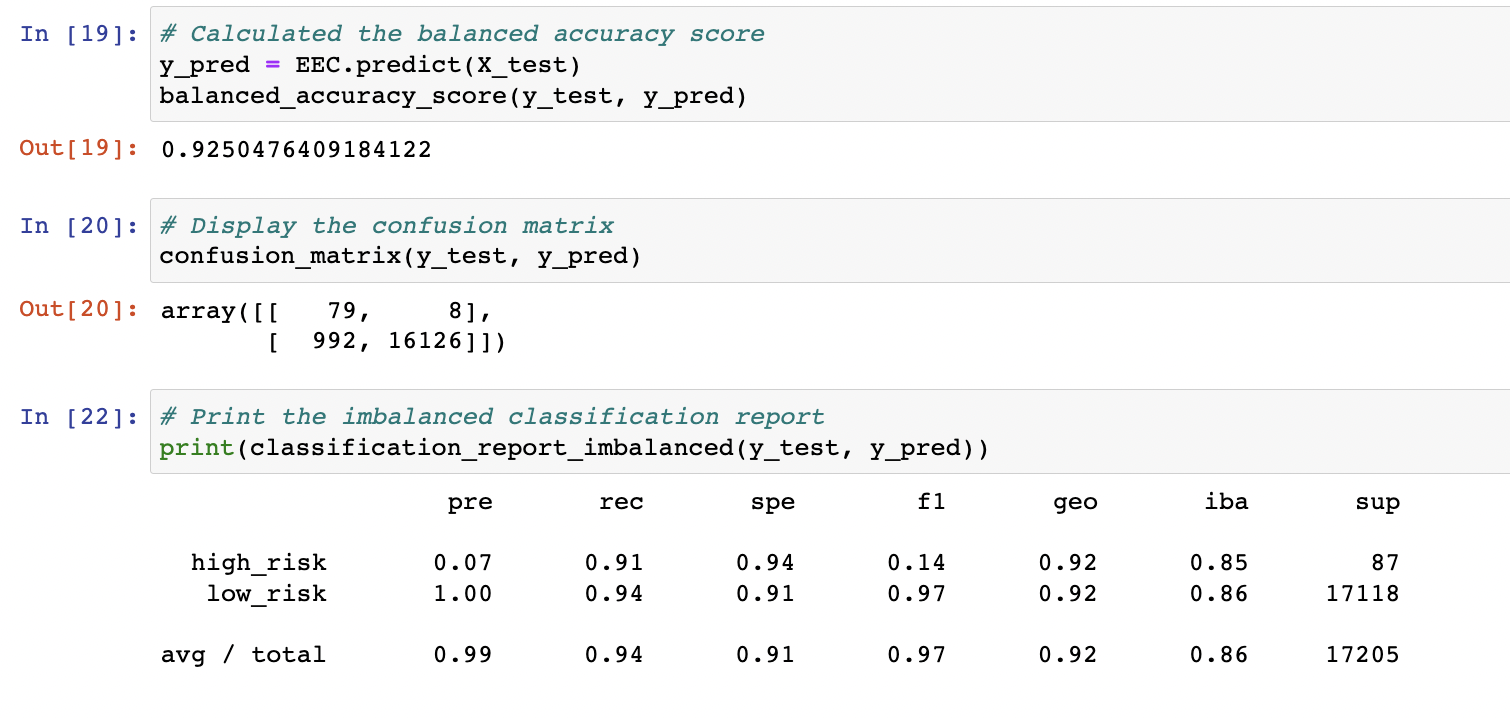 In [19]: # Calculated the balanced accuracy score
y_pred = EEC.predict(X_test)
balanced_accuracy_score(y_test, y_pred)
Out[19]: 0.9250476409184122
In [20]: # Display the confusion matrix
confusion_matrix(y_test, y_pred)
Out[20]: array([[   79,     8],
       [  992, 16126]])
In [22]: # Print the imbalanced classification report
print(classification_report_imbalanced(y_test, y_pred))
pre       rec       spe        f1       geo       iba       sup
high_risk       0.07      0.91      0.94      0.14      0.92      0.85        87
low_risk       1.00      0.94      0.91      0.97      0.92      0.86     17118
avg / total       0.99      0.94      0.91      0.97      0.92      0.86     17205